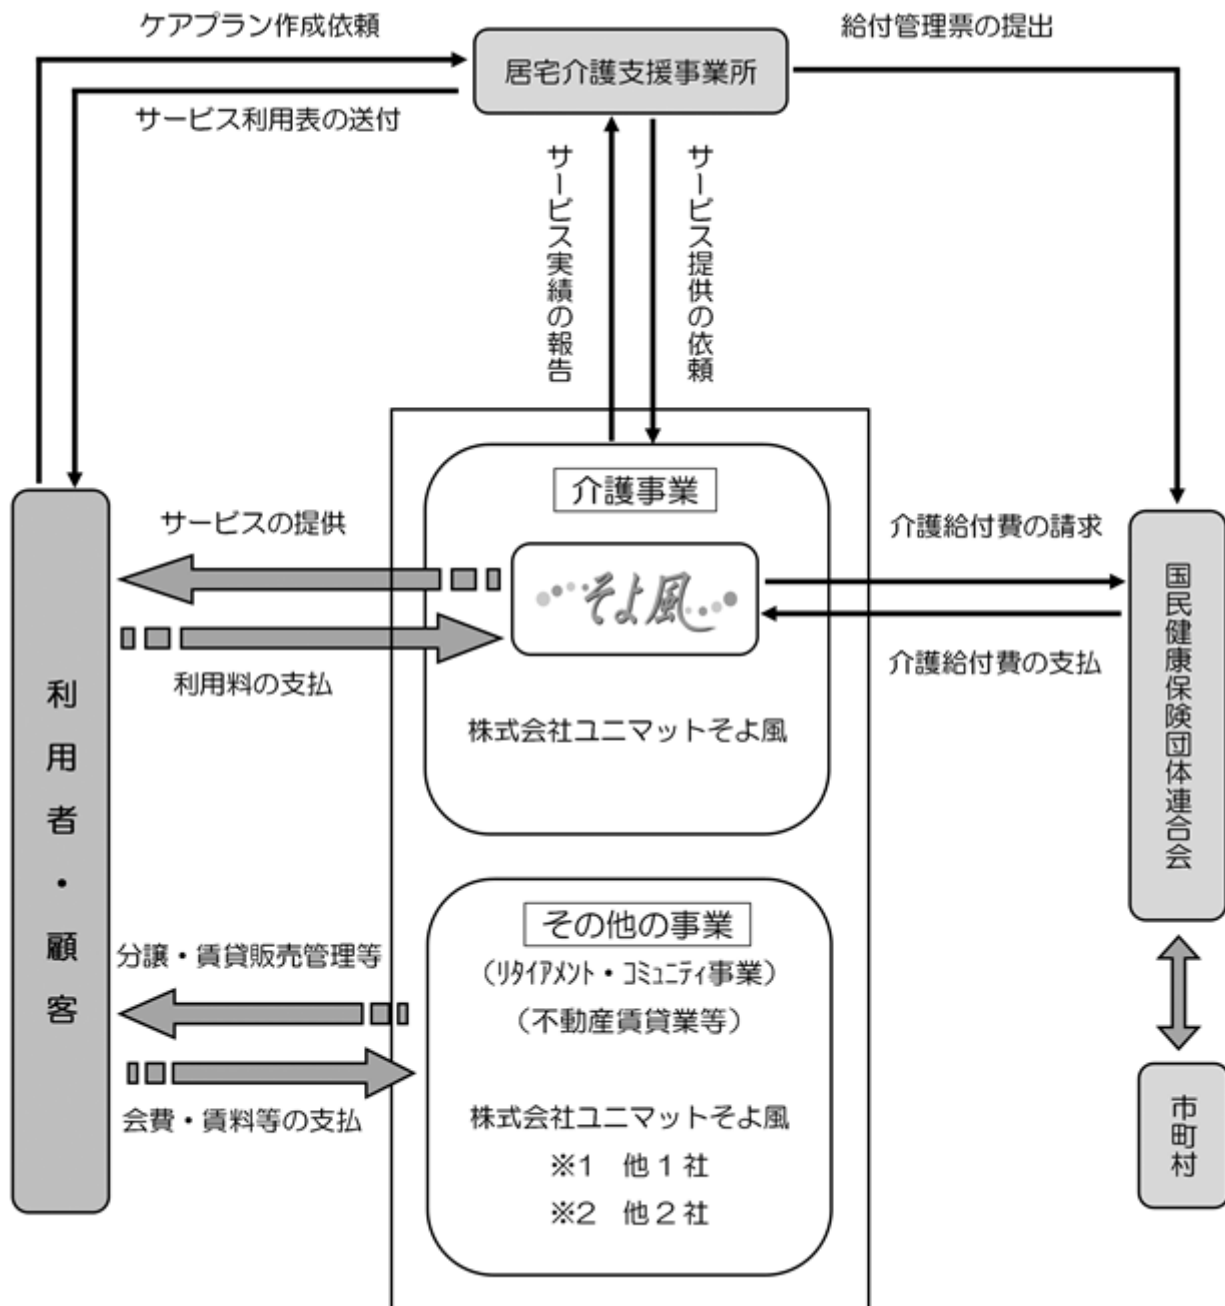 ケアプラン作成依頼
給付管理票の提出
居宅介護支援事業所
サービス利用表の送付
サービス実績の報告
サービス提供の依頼
介護事業
サービスの提供
介護給付費の請求
そよ風
利用料の支払
介護給付費の支払
株式会社ユニマットそよ風
利用者・顧客
国民健康保険団体連合会
その他の事業
(ﾘﾀｲｱﾒﾝﾄ・ｺﾐｭﾆﾃｨ事業)
（不動産賃貸業等）
分譲・賃貸販売管理等
会費・賃料等の支払
株式会社ユニマットそよ風
※1　他１社
※2　他２社
市町村